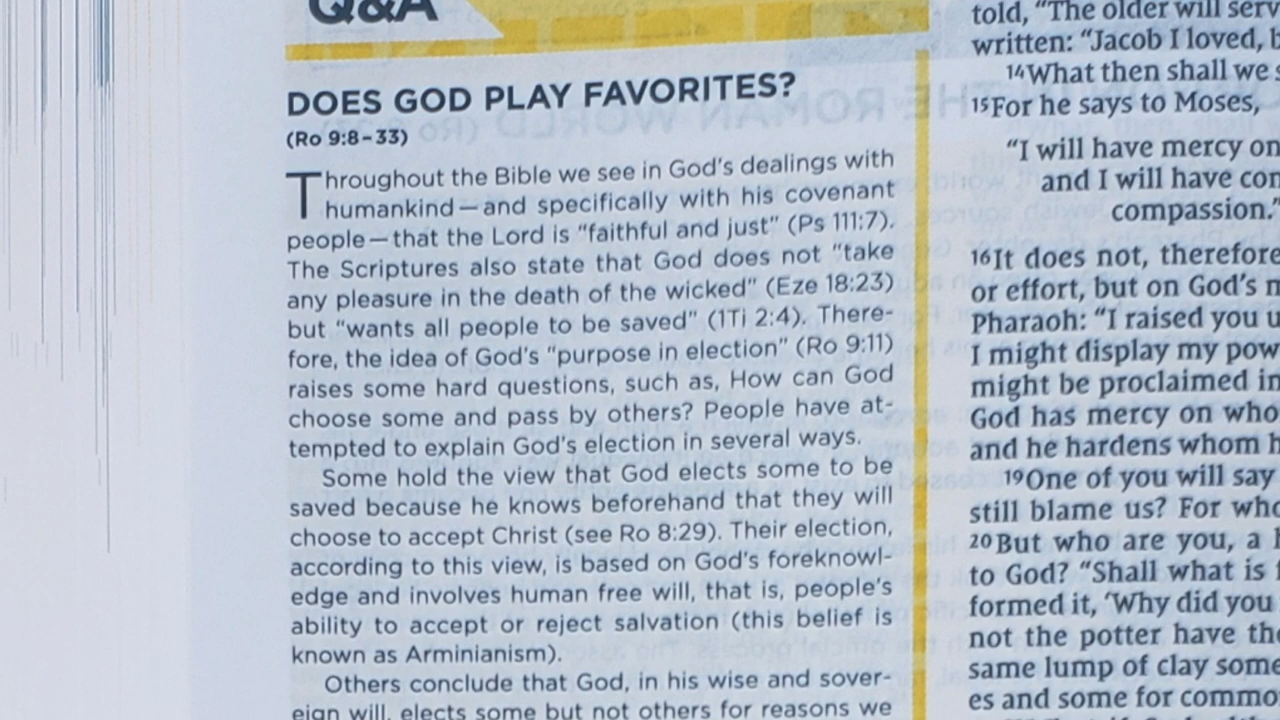 Q&A
DOES GOD PLAY FAVORITES?
(Ro 9:8–33)
Throughout the Bible we see in God's dealings with
humankind—and specifically with his covenant
people—that the Lord is "faithful and just" (Ps 111:7).
The Scriptures also state that God does not "take
any pleasure in the death of the wicked" (Eze 18:23)
but "wants all people to be saved" (1Ti 2:4). There-
fore, the idea of God's "purpose in election" (Ro 9:11)
raises some hard questions, such as, How can God
choose some and pass by others? People have at-
tempted to explain God's election in several ways.
Some hold the view that God elects some to be
saved because he knows beforehand that they will
choose to accept Christ (see Ro 8:29). Their election,
according to this view, is based on God's foreknowl-
edge and involves human free will, that is, people's
ability to accept or reject salvation (this belief is
known as Arminianism).
Others conclude that God, in his wise and sover-
eign will, elects some but not others for reasons we
told, "The older will serv
written: "Jacob I loved, b
14What then shall we s
15For he says to Moses,
"I will have mercy on
and I will have con
compassion."
16It does not, therefore
or effort, but on God's m
Pharaoh: "I raised you u
I might display my pow
might be proclaimed in
God has mercy on who
and he hardens whom h
19One of you will say
still blame us? For who
20But who are you, a h
to God? "Shall what is f
formed it, 'Why did you
not the potter have the
same lump of clay some
es and some for commo